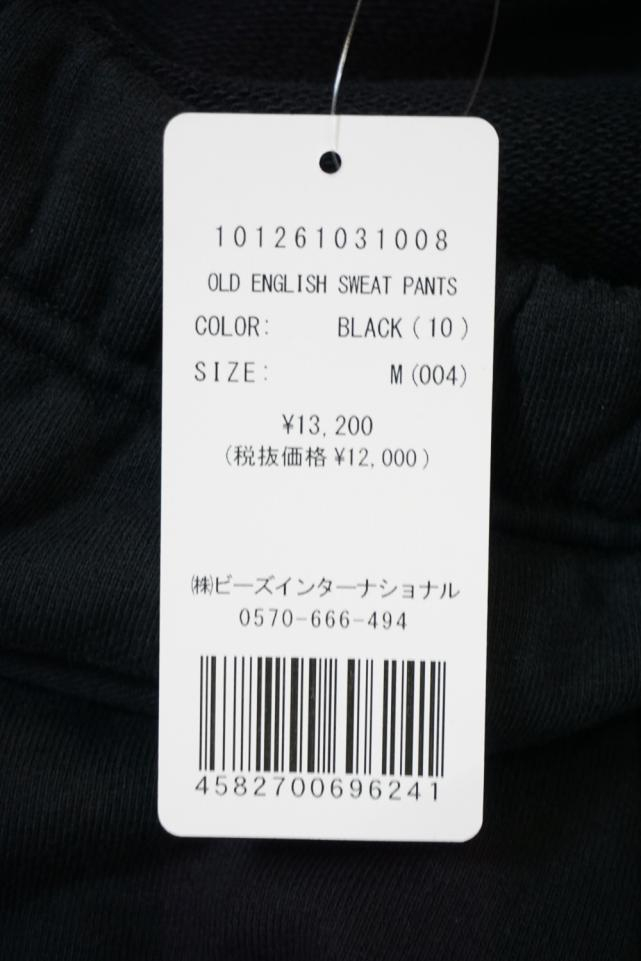 101261031008
OLD ENGLISH SWEAT PANTS
COLOR: BLACK(10)
SIZE: M(004)
¥13,200
(税抜価格¥12,000)
㈱ビーズインターナショナル
0570-666-494
4582700696241